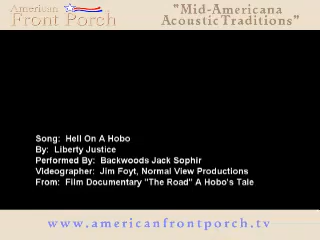 American
Front Porch
"Mid-Americana
Acoustic Traditions"
Song: Hell On A Hobo
By: Liberty Justice
Performed By: Backwoods Jack Sophir
Videographer: Jim Foyt, Normal View Productions
From: Film Documentary "The Road" A Hobo's Tale
www.americanfrontporch.tv